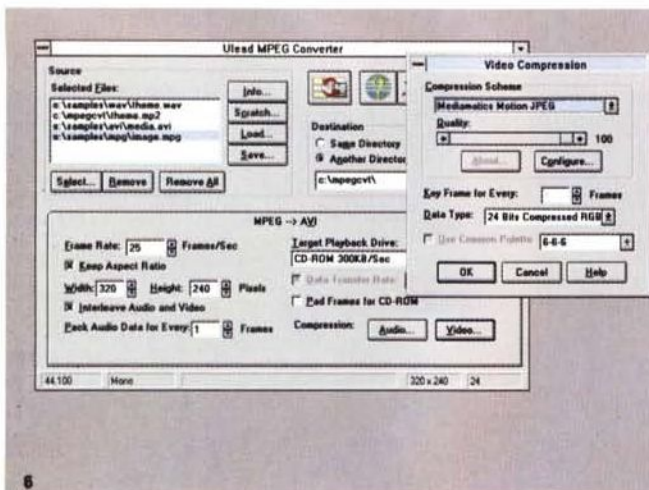 Ulead MPEG Converter
Source
Selected Files:
e:\samples\wav\theme.wav
c:\mpegcvt\theme.mp2
e:\samples\avi\media.avi
e:\samples\mpg\image.mpg
Info...
Scratch...
Load...
Save...
Select... Remove Remove All
Destination
Same Directory
Another Director
c:\mpegcvt\
MPEG --> AVI
Frame Rate: 25 Frames/Sec
Keep Aspect Ratio
Width: 320 Height: 240 Pixels
Interleave Audio and Video
Pack Audio Data for Every: 1 Frames
Target Playback Drive:
CD-ROM 300KB/Sec
Data Transfer Rate:
Pad Frames for CD-ROM
Compression: Audio... Video...
44.100 Mono 320 x 240 24
Video Compression
Compression Scheme
Mediamatics Motion JPEG
Quality:
100
About... Configure...
Key Frame for Every: Frames
Data Type: 24 Bits Compressed RGB
Use Common Palette: 6-6-6
OK Cancel Help
6